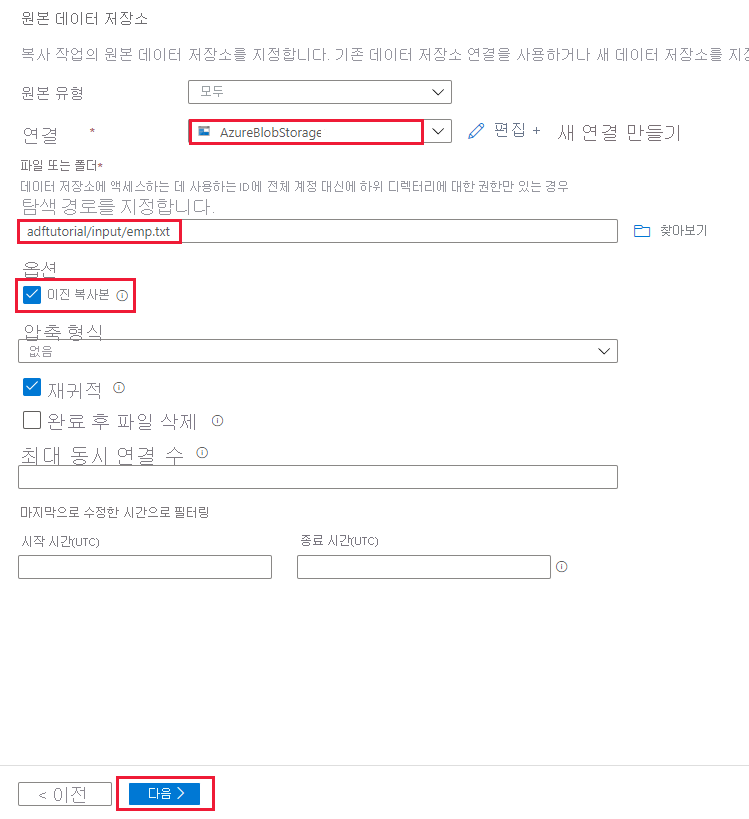 원본 데이터 저장소
복사 작업의 원본 데이터 저장소를 지정합니다. 기존 데이터 저장소 연결을 사용하거나 새 데이터 저장소를
원본 유형 모두
연결 * AzureBlobStorage 편집 + 새 연결 만들기
파일 또는 폴더*
데이터 저장소에 액세스하는 데 사용하는 ID에 전체 계정 대신에 하위 디렉터리에 대한 권한만 있는 경우
탐색 경로를 지정합니다.
adftutorial/input/emp.txt 찾아보기
옵션
이진 복사본
압축 형식
없음
재귀적
완료 후 파일 삭제
최대 동시 연결 수
마지막으로 수정한 시간으로 필터링
시작 시간(UTC) 종료 시간(UTC)
< 이전 다음 >